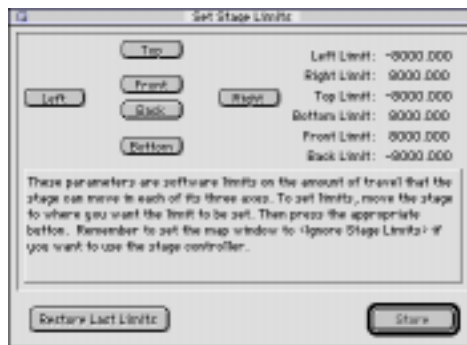 Set Stage Limits
Top
Left
Front
Back
Right
Bottom
Left Limit: -8000.000
Right Limit: 8000.000
Top Limit: -8000.000
Bottom Limit: 8000.000
Front Limit: 8000.000
Back Limit: -8000.000
These parameters are software limits on the amount of travel that the
stage can move in each of its three axes. To set limits, move the stage
to where you want the limit to be set. Then press the appropriate
button. Remember to set the map window to <Ignore Stage Limits> if
you want to use the stage controller.
Restore Last Limits
Store